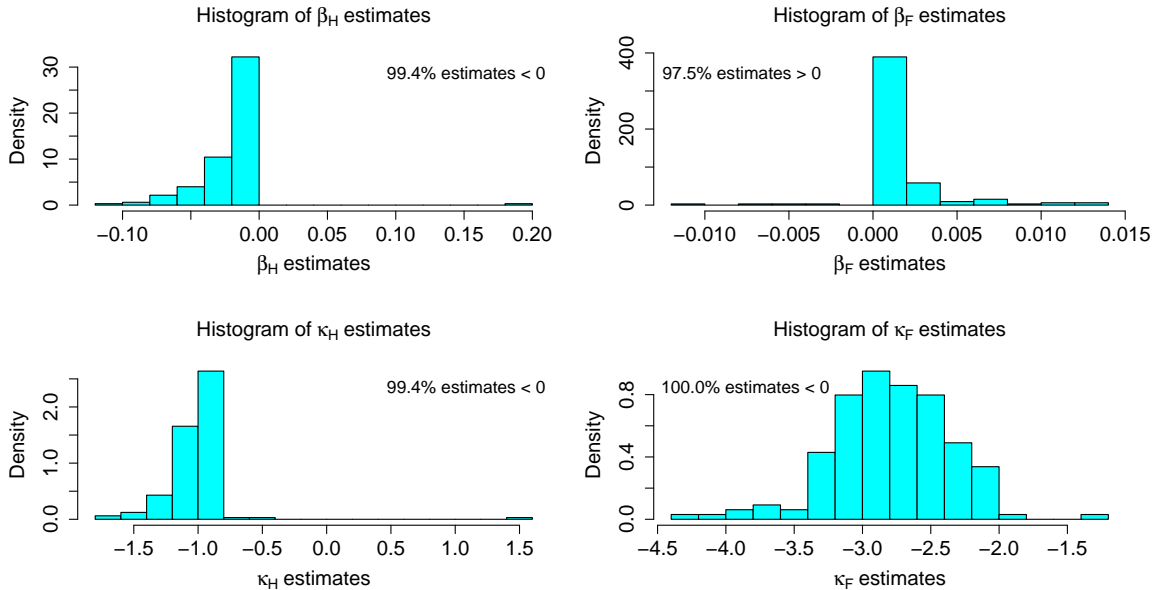 Histogram of βH estimates
99.4% estimates < 0
Density
0 10 20 30
−0.10 0.00 0.05 0.10 0.15 0.20
βH estimates
Histogram of βF estimates
97.5% estimates > 0
Density
0 200 400
−0.010 −0.005 0.000 0.005 0.010 0.015
βF estimates
Histogram of κH estimates
99.4% estimates < 0
Density
0.0 1.0 2.0
−1.5 −1.0 −0.5 0.0 0.5 1.0 1.5
κH estimates
Histogram of κF estimates
100.0% estimates < 0
Density
0.0 0.4 0.8
−4.5 −4.0 −3.5 −3.0 −2.5 −2.0 −1.5
κF estimates